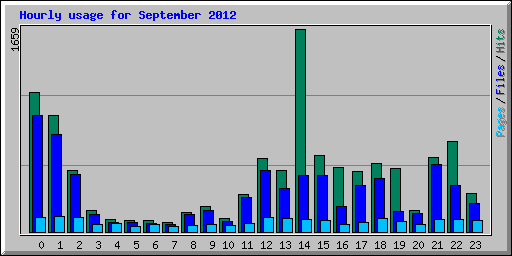 Hourly usage for September 2012
1659
Pages/Files/Hits
0 1 2 3 4 5 6 7 8 9 10 11 12 13 14 15 16 17 18 19 20 21 22 23